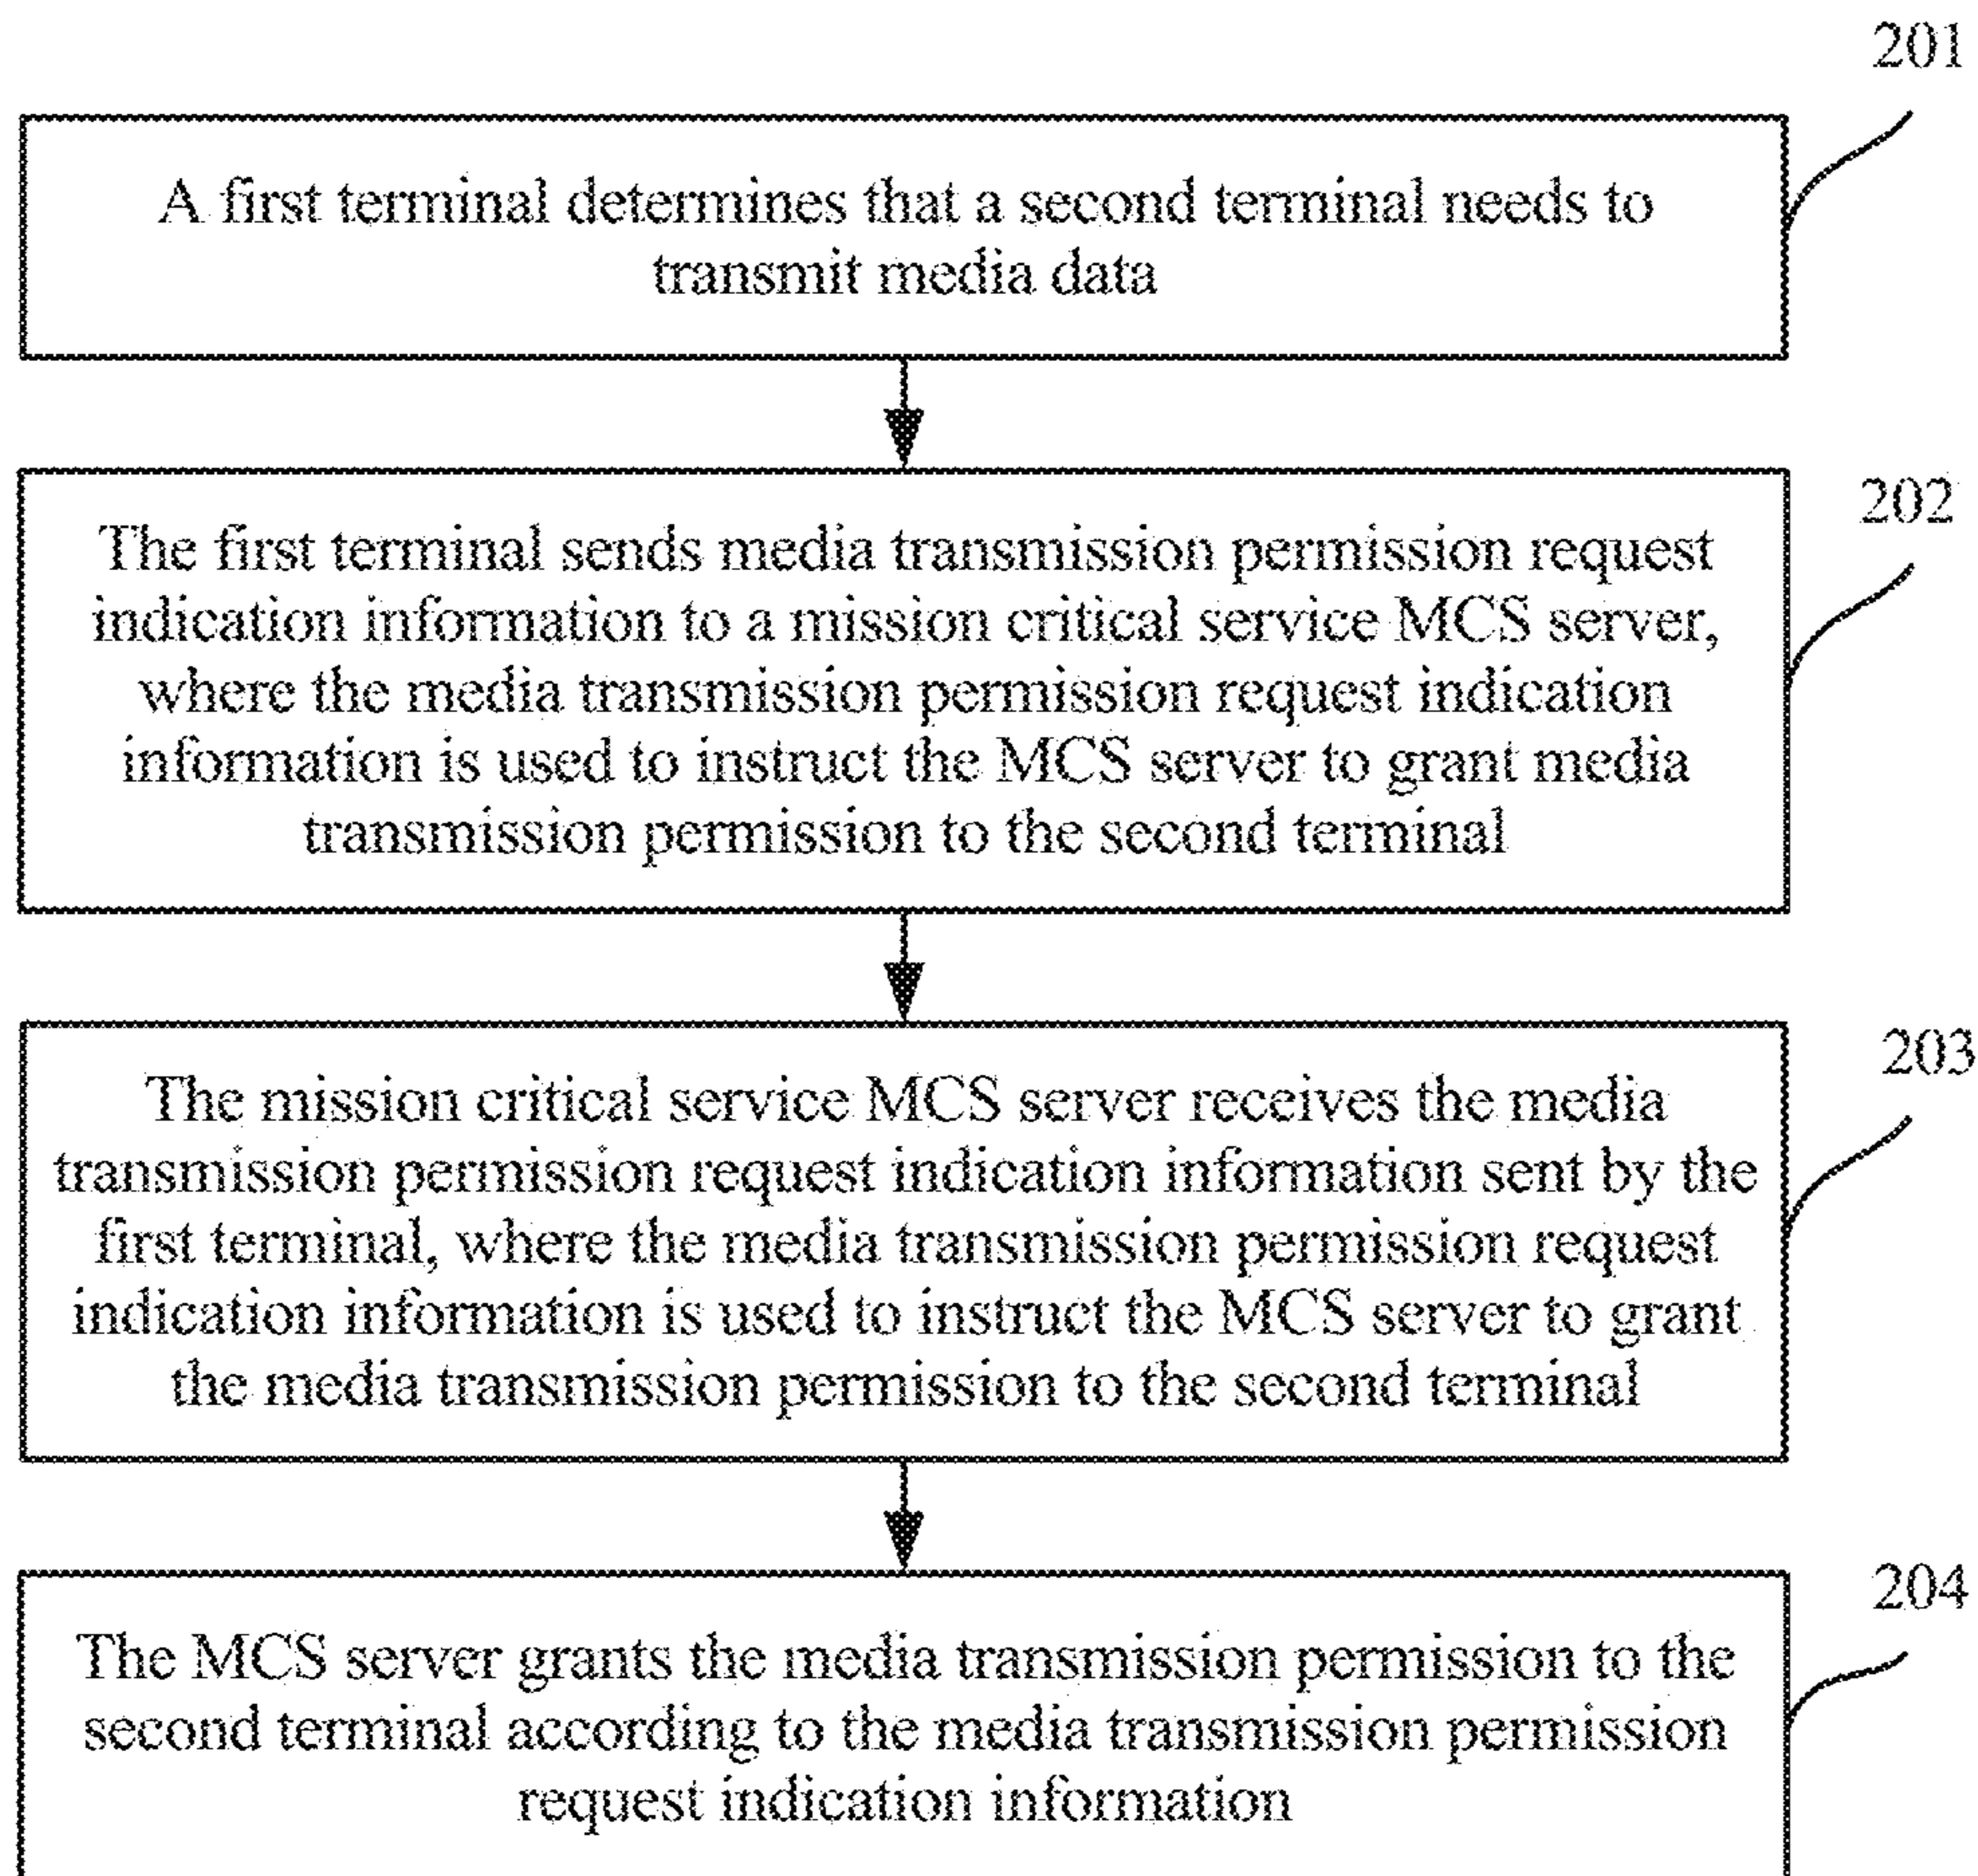 201
A first terminal determines that a second terminal needs to
transmit media data
202
The first terminal sends media transmission permission request
indication information to a mission critical service MCS server,
where the media transmission permission request indication
information is used to instruct the MCS server to grant media
transmission permission to the second terminal
203
The mission critical service MCS server receives the media
transmission permission request indication information sent by the
first terminal, where the media transmission permission request
indication information is used to instruct the MCS server to grant
the media transmission permission to the second terminal
204
The MCS server grants the media transmission permission to the
second terminal according to the media transmission permission
request indication information